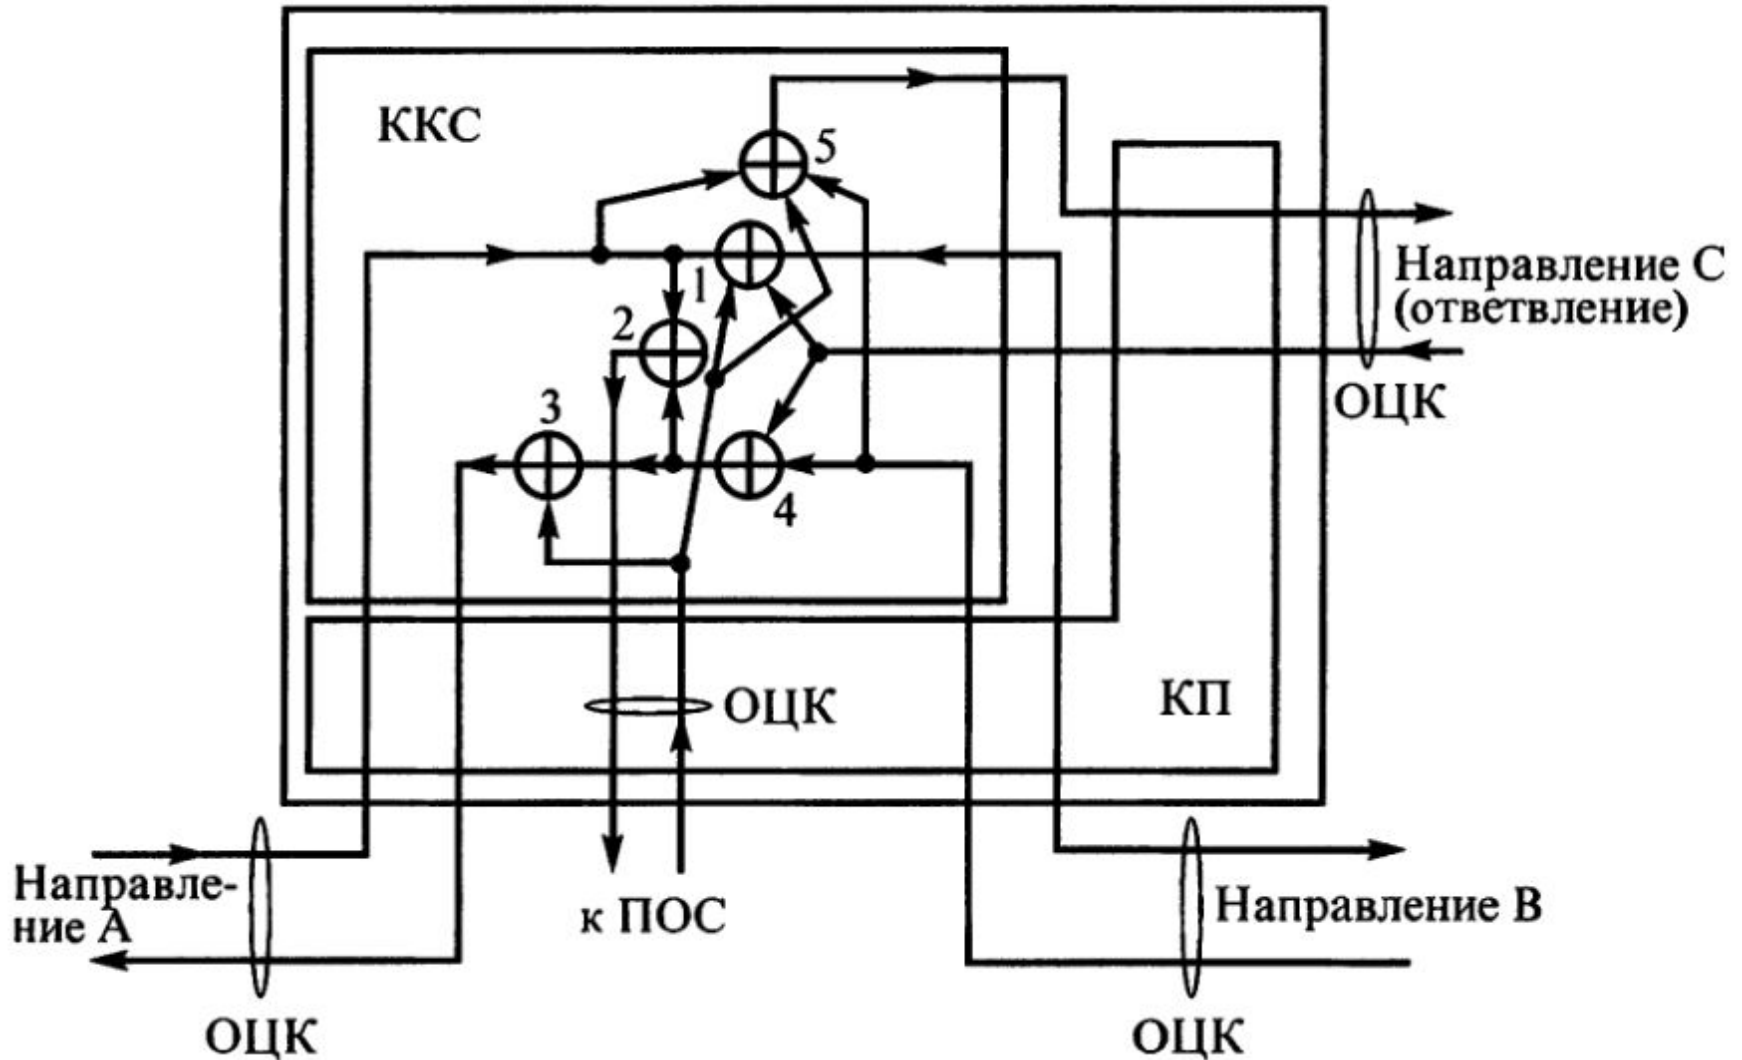 ККС
5
1
2
3
4
Направление С
(ответвление)
ОЦК
ОЦК
КП
Направле-
ние А
к ПОС
Направление В
ОЦК
ОЦК